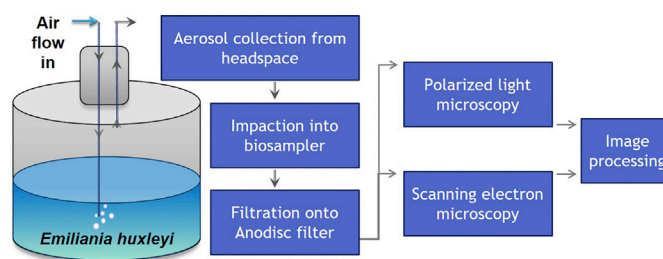 Air
flow
in
Emiliania huxleyi
Aerosol collection from
headspace
Impaction into
biosampler
Filtration onto
Anodisc filter
Polarized light
microscopy
Scanning electron
microscopy
Image
processing